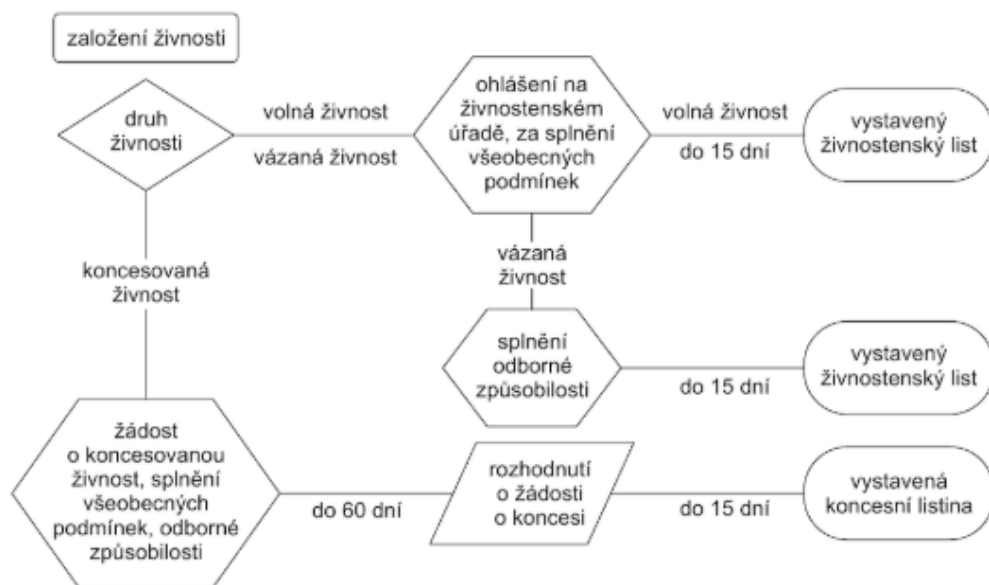 založení živnosti
druh
živnosti
volná živnost
vázaná živnost
ohlášení na
živnostenském
úřadě, za splnění
všeobecných
podmínek
volná živnost
do 15 dní
vystavený
živnostenský list
koncesovaná
živnost
vázaná
živnost
splnění
odborné
způsobilosti
do 15 dní
vystavený
živnostenský list
žádost
o koncesovanou
živnost, splnění
všeobecných
podmínek, odborné
způsobilosti
do 60 dní
rozhodnutí
o žádosti
o koncesi
do 15 dní
vystavená
koncesní listina